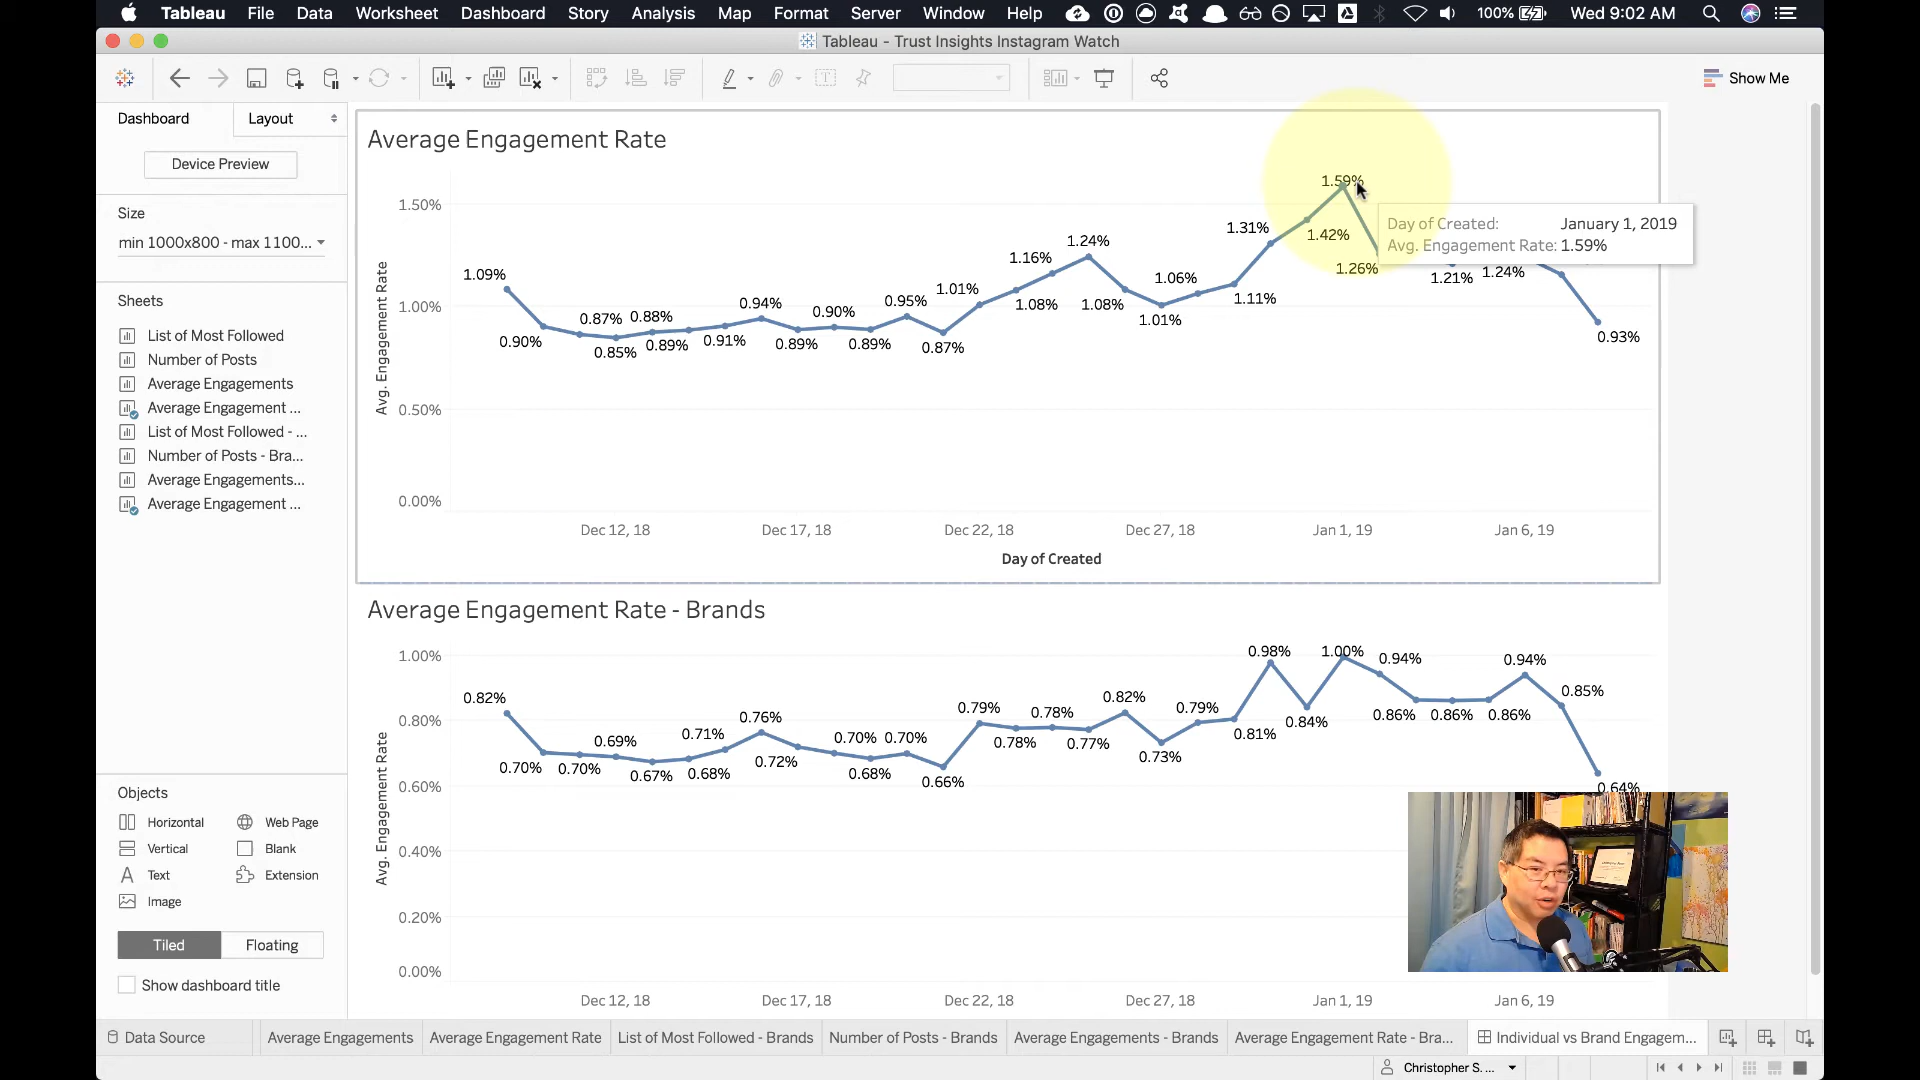 Tableau File Data Worksheet Dashboard Story Analysis Map Format Server Window Help 100% Wed 9:02 AM
Tableau - Trust Insights Instagram Watch
Show Me
Dashboard Layout
Device Preview
Size
min 1000x800 - max 1100...
Sheets
List of Most Followed
Number of Posts
Average Engagements
Average Engagement ...
List of Most Followed - ...
Number of Posts - Bra...
Average Engagements...
Average Engagement ...
Objects
Horizontal Web Page
Vertical Blank
Text Extension
Image
Tiled Floating
Show dashboard title
Average Engagement Rate
Avg. Engagement Rate
1.50%
1.00%
0.50%
0.00%
1.09%
0.90%
0.87%
0.85%
0.88%
0.89%
0.91%
0.94%
0.89%
0.90%
0.89%
0.95%
0.87%
1.01%
1.08%
1.16%
1.24%
1.08%
1.01%
1.06%
1.11%
1.31%
1.42%
1.59%
1.26%
1.21%
1.24%
0.93%
Day of Created: January 1, 2019
Avg. Engagement Rate: 1.59%
Dec 12, 18 Dec 17, 18 Dec 22, 18 Dec 27, 18 Jan 1, 19 Jan 6, 19
Day of Created
Average Engagement Rate - Brands
Avg. Engagement Rate
1.00%
0.80%
0.60%
0.40%
0.20%
0.00%
0.82%
0.70%
0.70%
0.69%
0.67%
0.71%
0.68%
0.76%
0.72%
0.70%
0.68%
0.70%
0.66%
0.79%
0.78%
0.78%
0.77%
0.82%
0.73%
0.79%
0.81%
0.98%
0.84%
1.00%
0.94%
0.86%
0.86%
0.86%
0.94%
0.85%
0.64%
Dec 12, 18 Dec 17, 18 Dec 22, 18 Dec 27, 18 Jan 1, 19 Jan 6, 19
Data Source Average Engagements Average Engagement Rate List of Most Followed - Brands Number of Posts - Brands Average Engagements - Brands Average Engagement Rate - Bra... Individual vs Brand Engagem...
Christopher S. ...